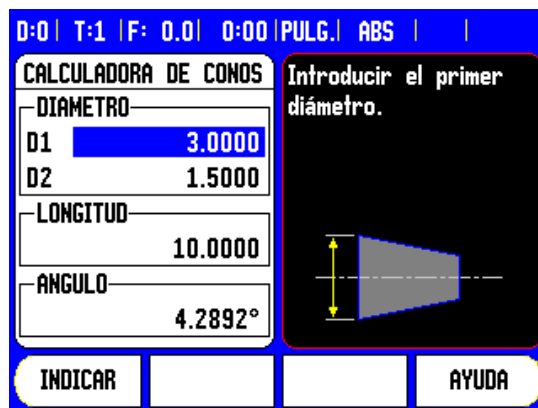 D:0 | T:1 | F: 0.0 | 0:00 | PULG. | ABS | |
CALCULADORA DE CONOS
DIAMETRO
D1 3.0000
D2 1.5000
LONGITUD
10.0000
ANGULO
4.2892°
Introducir el primer
diámetro.
INDICAR
AYUDA